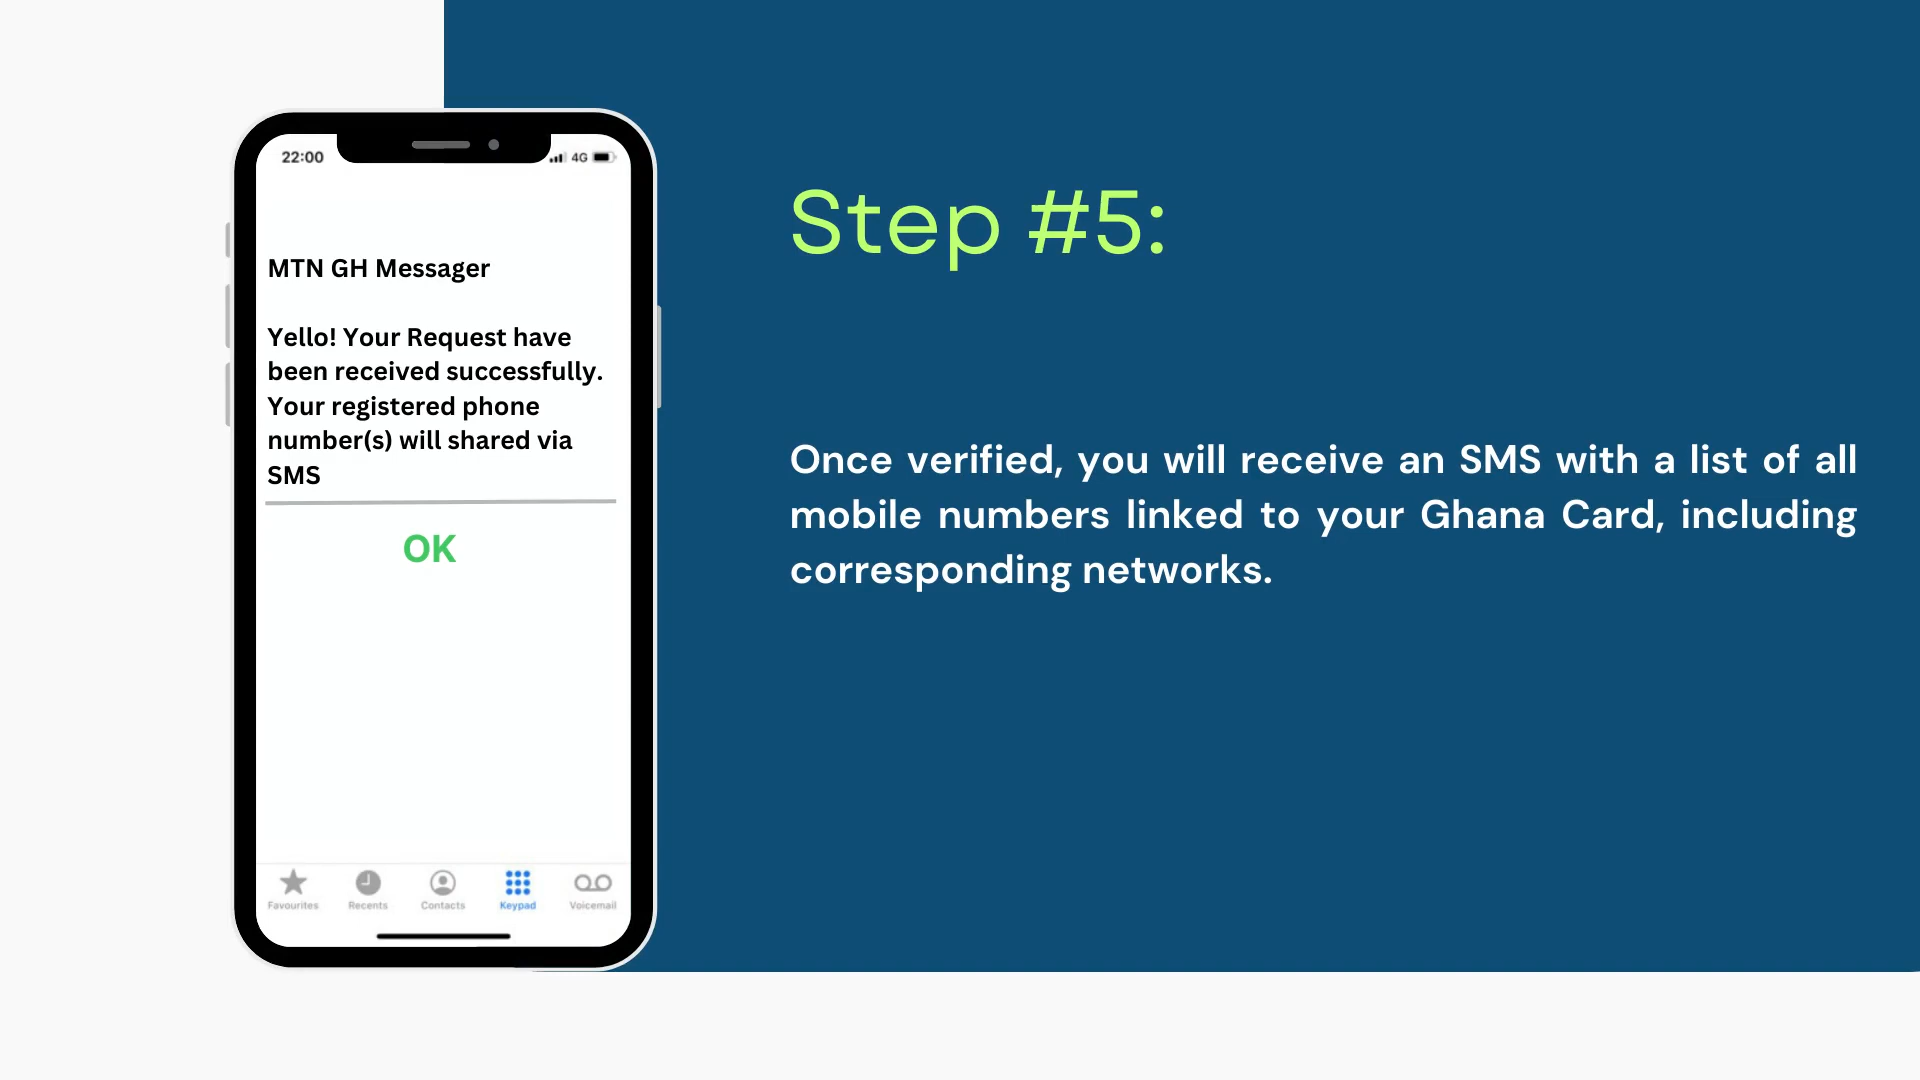 22:00
4G
MTN GH Messager
Yello! Your Request have
been received successfully.
Your registered phone
number(s) will shared via
SMS
OK
Favourites
Recents
Contacts
Keypad
Voicemail
Step #5:
Once verified, you will receive an SMS with a list of all
mobile numbers linked to your Ghana Card, including
corresponding networks.